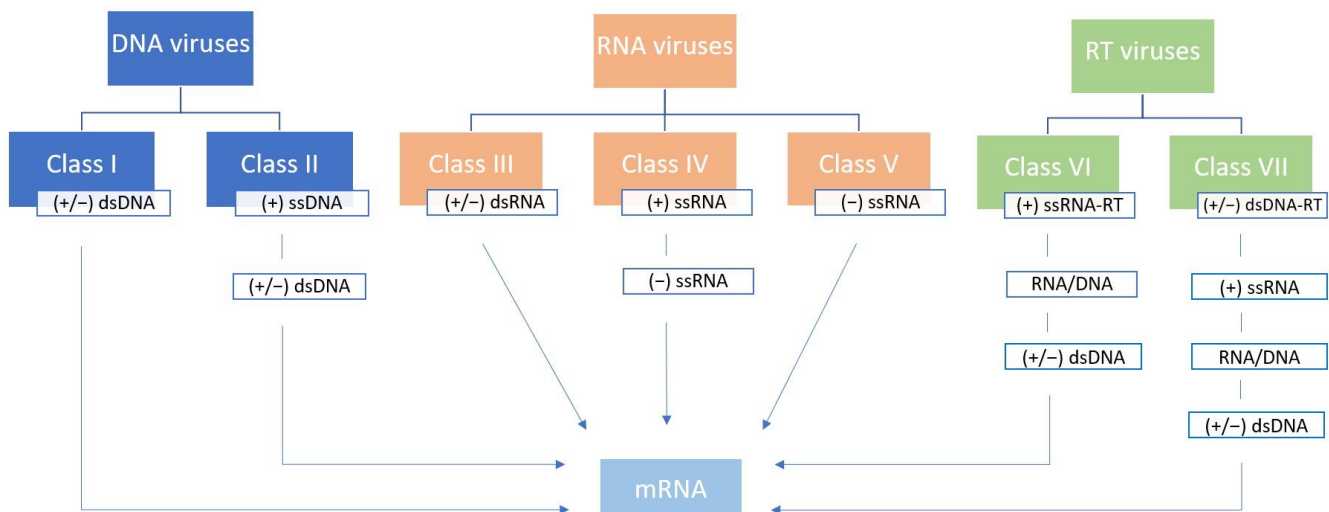 DNA viruses
RNA viruses
RT viruses
Class I
(+/−) dsDNA
Class II
(+) ssDNA
(+/−) dsDNA
Class III
(+/−) dsRNA
Class IV
(+) ssRNA
(−) ssRNA
Class V
(−) ssRNA
Class VI
(+) ssRNA-RT
RNA/DNA
(+/−) dsDNA
Class VII
(+/−) dsDNA-RT
(+) ssRNA
RNA/DNA
(+/−) dsDNA
mRNA